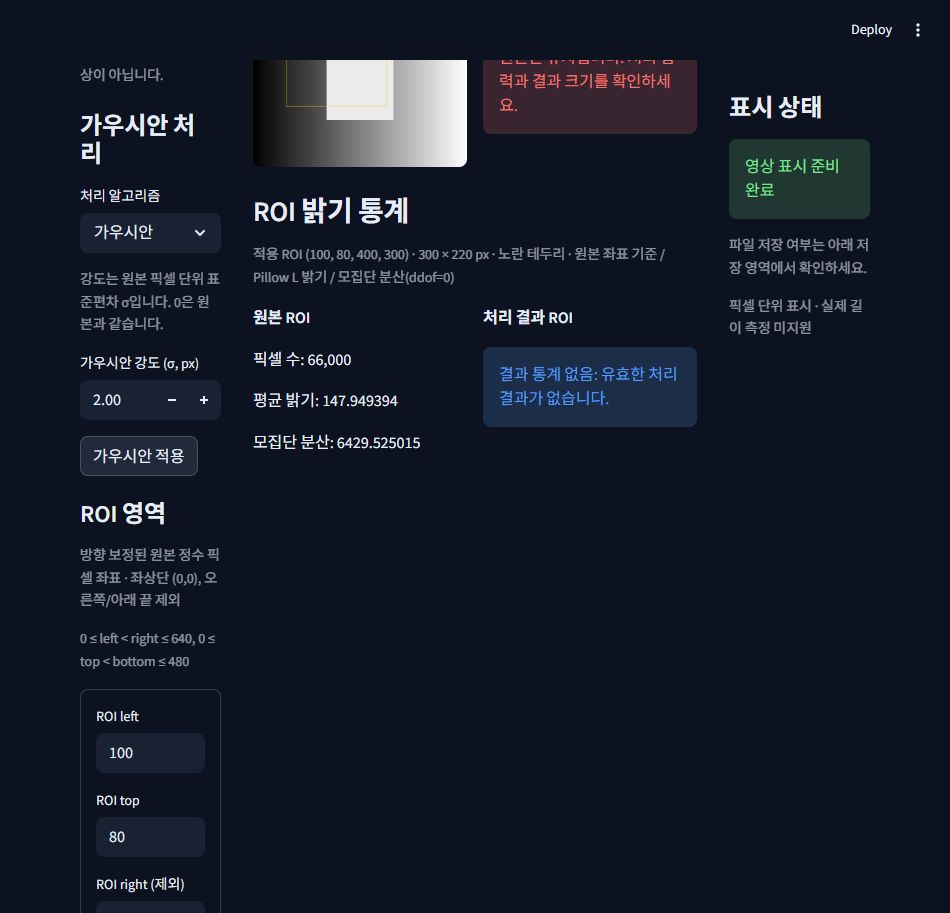 Deploy
상이 아닙니다.
가우시안 처
리
처리 알고리즘
가우시안
강도는 원본 픽셀 단위 표
준편차 σ입니다. 0은 원
본과 같습니다.
가우시안 강도 (σ, px)
2.00
가우시안 적용
ROI 영역
방향 보정된 원본 정수 픽
셀 좌표 · 좌상단 (0,0), 오
른쪽/아래 끝 제외
0 ≤ left < right ≤ 640, 0 ≤
top < bottom ≤ 480
ROI left
100
ROI top
80
ROI right (제외)
력과 결과 크기를 확인하세
요.
ROI 밝기 통계
적용 ROI (100, 80, 400, 300) · 300 × 220 px · 노란 테두리 · 원본 좌표 기준 /
Pillow L 밝기 / 모집단 분산(ddof=0)
원본 ROI
픽셀 수: 66,000
평균 밝기: 147.949394
모집단 분산: 6429.525015
처리 결과 ROI
결과 통계 없음: 유효한 처리
결과가 없습니다.
표시 상태
영상 표시 준비
완료
파일 저장 여부는 아래 저
장 영역에서 확인하세요.
픽셀 단위 표시 · 실제 길
이 측정 미지원